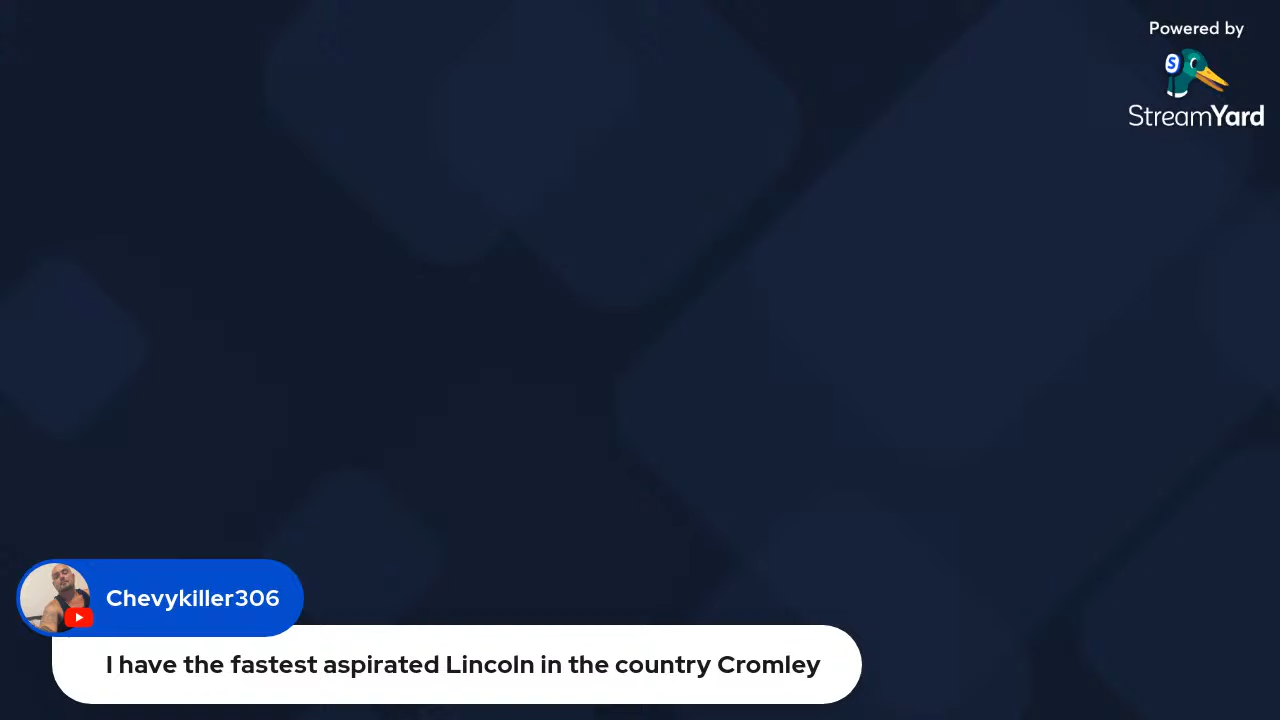 Powered by
S
StreamYard
Chevykiller306
I have the fastest aspirated Lincoln in the country Cromley